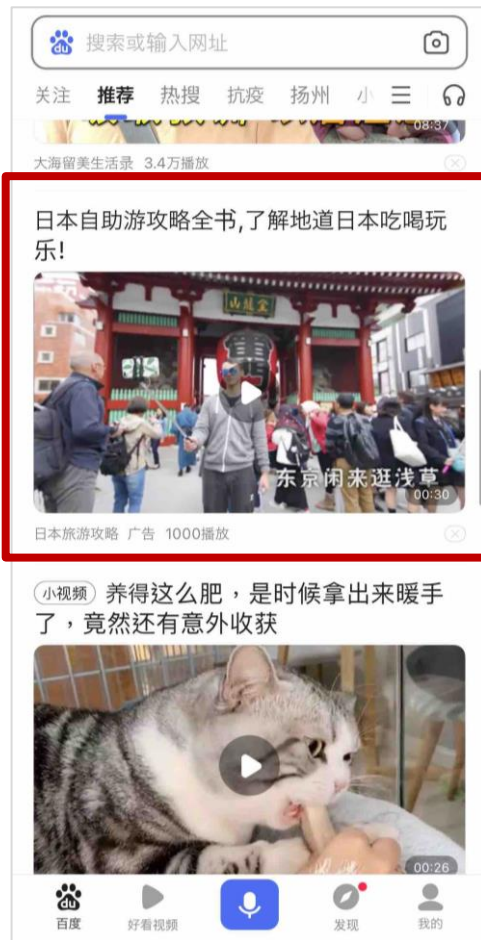 du 搜索或输入网址
关注 推荐 热搜 抗疫 扬州 小
08:37
大海留美生活录 3.4万播放
日本自助游攻略全书,了解地道日本吃喝玩
乐!
金龍山
东京闲来逛浅草
00:30
日本旅游攻略 广告 1000播放
小视频 养得这么肥，是时候拿出来暖手
了，竟然还有意外收获
00:26
du
百度 好看视频 发现 我的